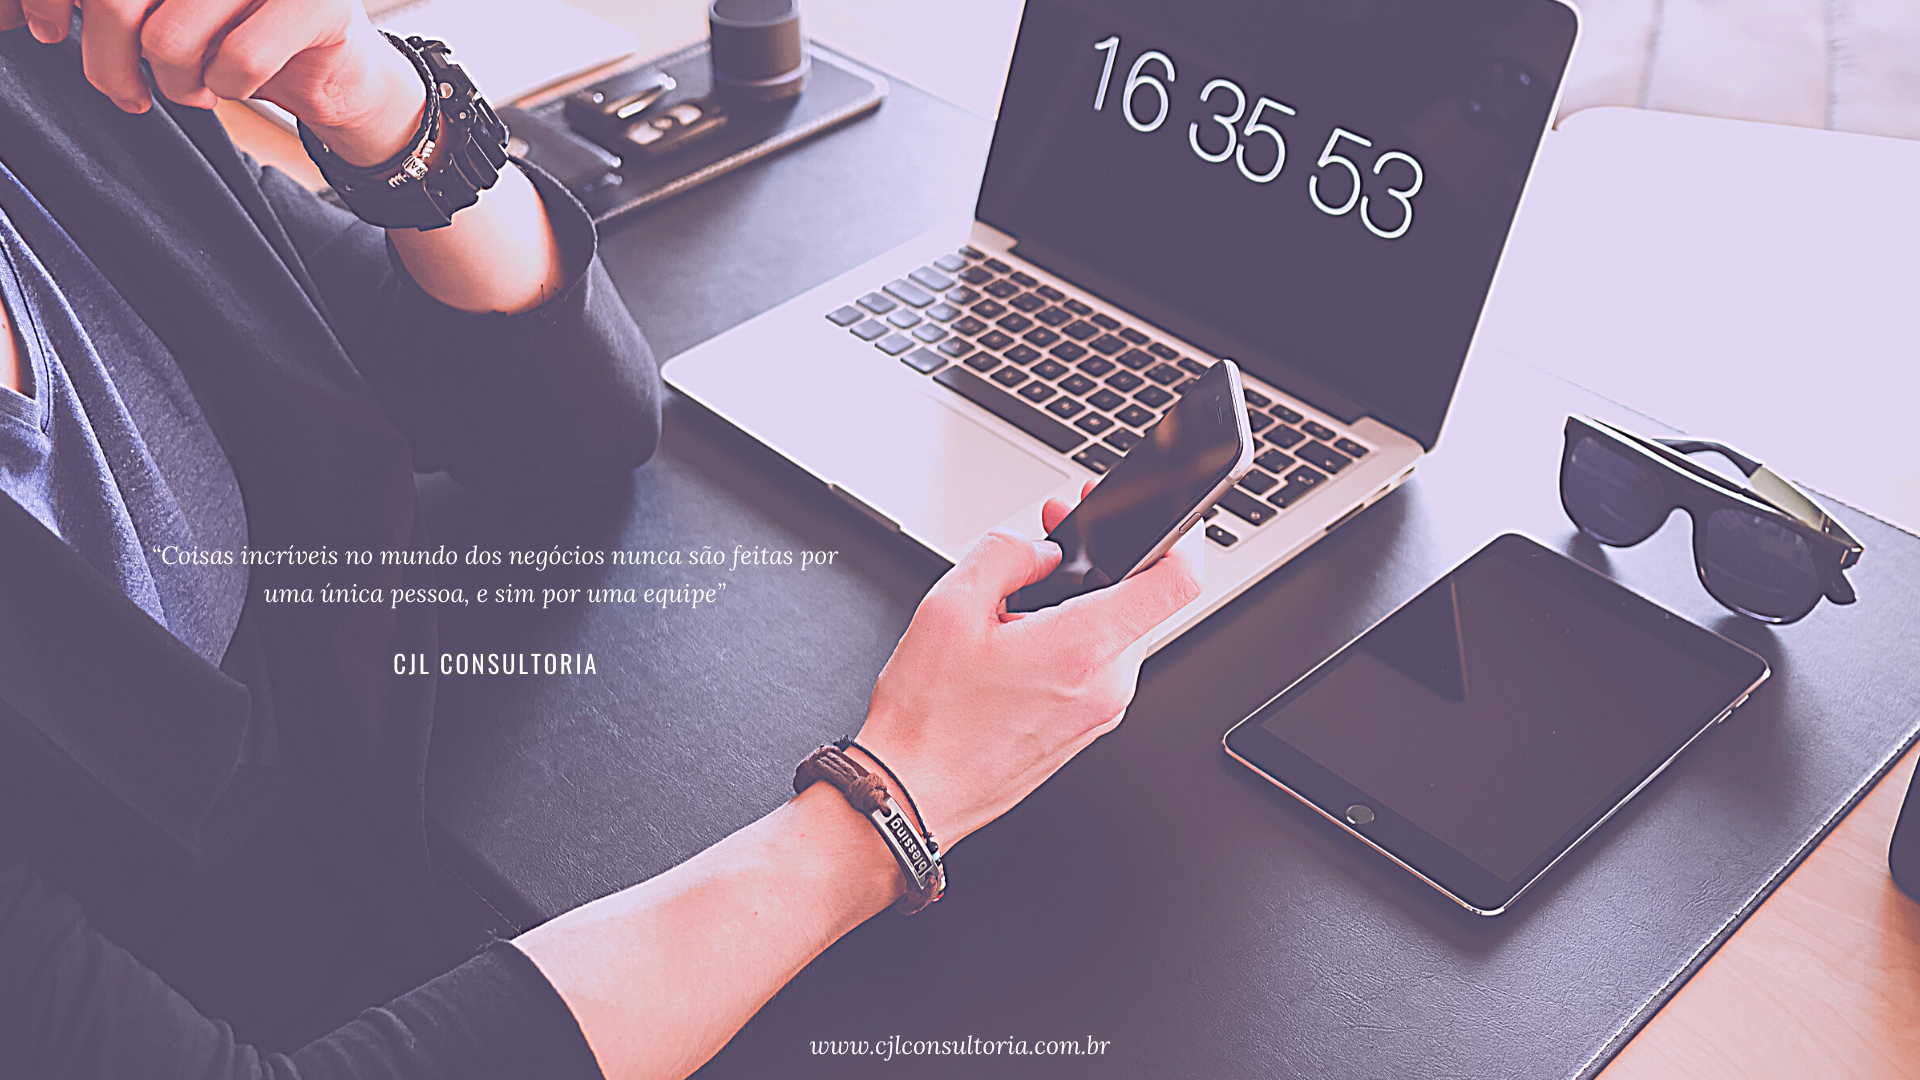 16 35 53
“Coisas incríveis no mundo dos negócios nunca são feitas por
uma única pessoa, e sim por uma equipe”
CJL CONSULTORIA
blessing
www.cjlconsultoria.com.br